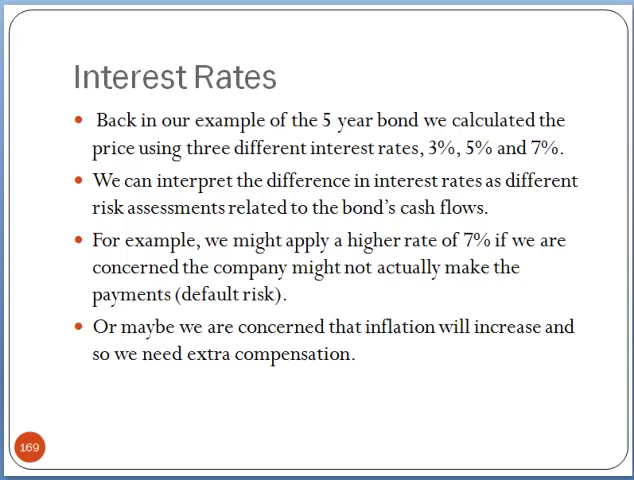 Interest Rates
Back in our example of the 5 year bond we calculated the
price using three different interest rates, 3%, 5% and 7%.
We can interpret the difference in interest rates as different
risk assessments related to the bond’s cash flows.
For example, we might apply a higher rate of 7% if we are
concerned the company might not actually make the
payments (default risk).
Or maybe we are concerned that inflation will increase and
so we need extra compensation.
169